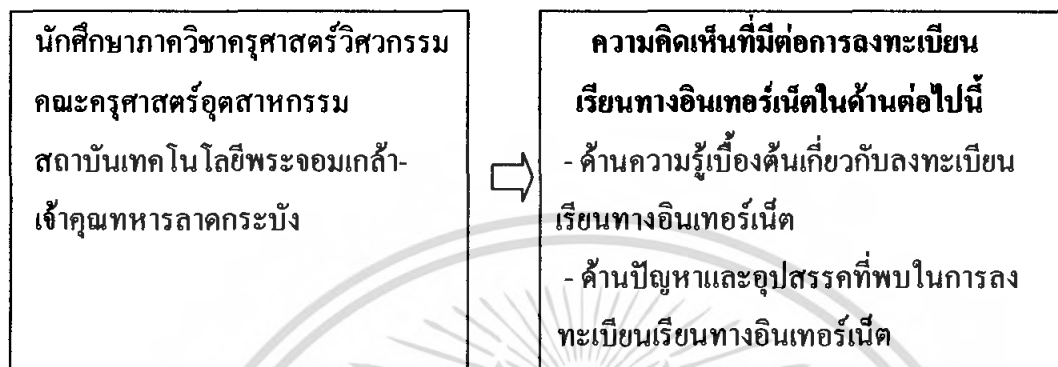 นักศึกษาภาควิชาครุศาสตร์วิศวกรรม
คณะครุศาสตร์อุตสาหกรรม
สถาบันเทคโนโลยีพระจอมเกล้า-
เจ้าคุณทหารลาดกระบัง
ความคิดเห็นที่มีต่อการลงทะเบียน
เรียนทางอินเทอร์เน็ตในด้านต่อไปนี้
- ด้านความรู้เบื้องต้นเกี่ยวกับลงทะเบียน
เรียนทางอินเทอร์เน็ต
- ด้านปัญหาและอุปสรรคที่พบในการลง
ทะเบียนเรียนทางอินเทอร์เน็ต